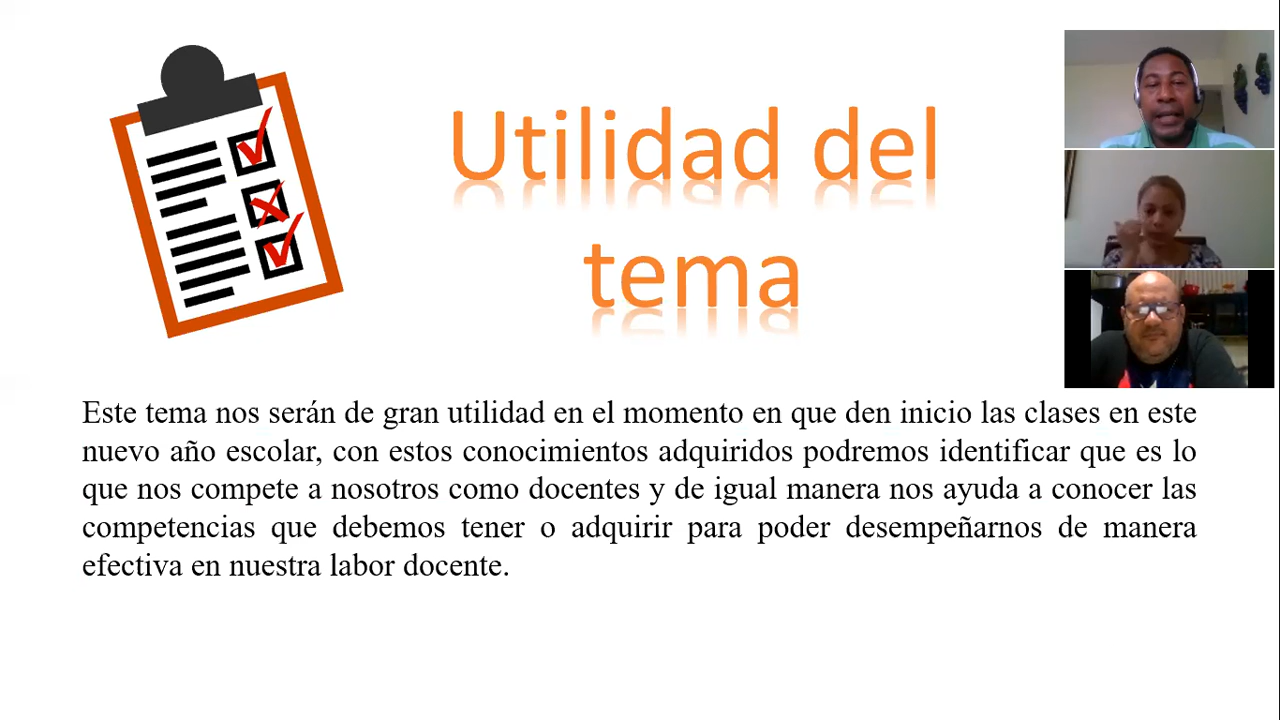 Utilidad del
tema
Este tema nos serán de gran utilidad en el momento en que den inicio las clases en este
nuevo año escolar, con estos conocimientos adquiridos podremos identificar que es lo
que nos compete a nosotros como docentes y de igual manera nos ayuda a conocer las
competencias que debemos tener o adquirir para poder desempeñarnos de manera
efectiva en nuestra labor docente.